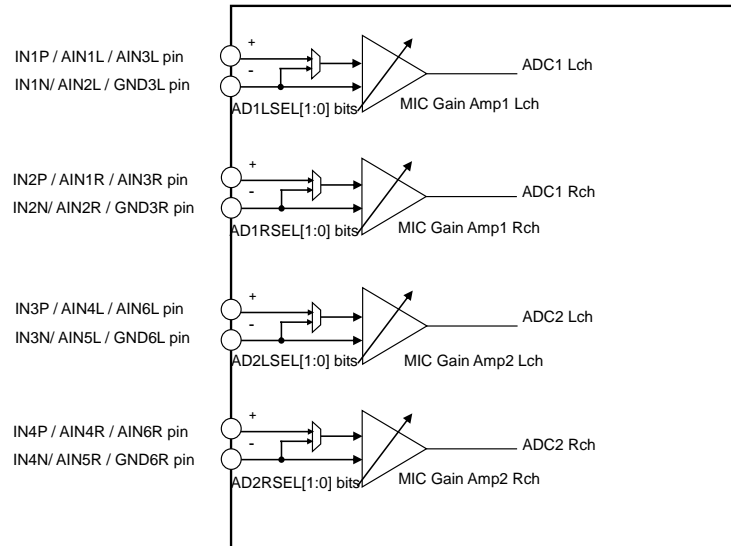 +
IN1P / AIN1L / AIN3L pin
ADC1 Lch
-
IN1N/ AIN2L / GND3L pin
AD1LSEL[1:0] bits
MIC Gain Amp1 Lch
+
IN2P / AIN1R / AIN3R pin
ADC1 Rch
-
IN2N/ AIN2R / GND3R pin
AD1RSEL[1:0] bits
MIC Gain Amp1 Rch
+
IN3P / AIN4L / AIN6L pin
ADC2 Lch
-
IN3N/ AIN5L / GND6L pin
AD2LSEL[1:0] bits
MIC Gain Amp2 Lch
+
IN4P / AIN4R / AIN6R pin
ADC2 Rch
-
IN4N/ AIN5R / GND6R pin
AD2RSEL[1:0] bits
MIC Gain Amp2 Rch